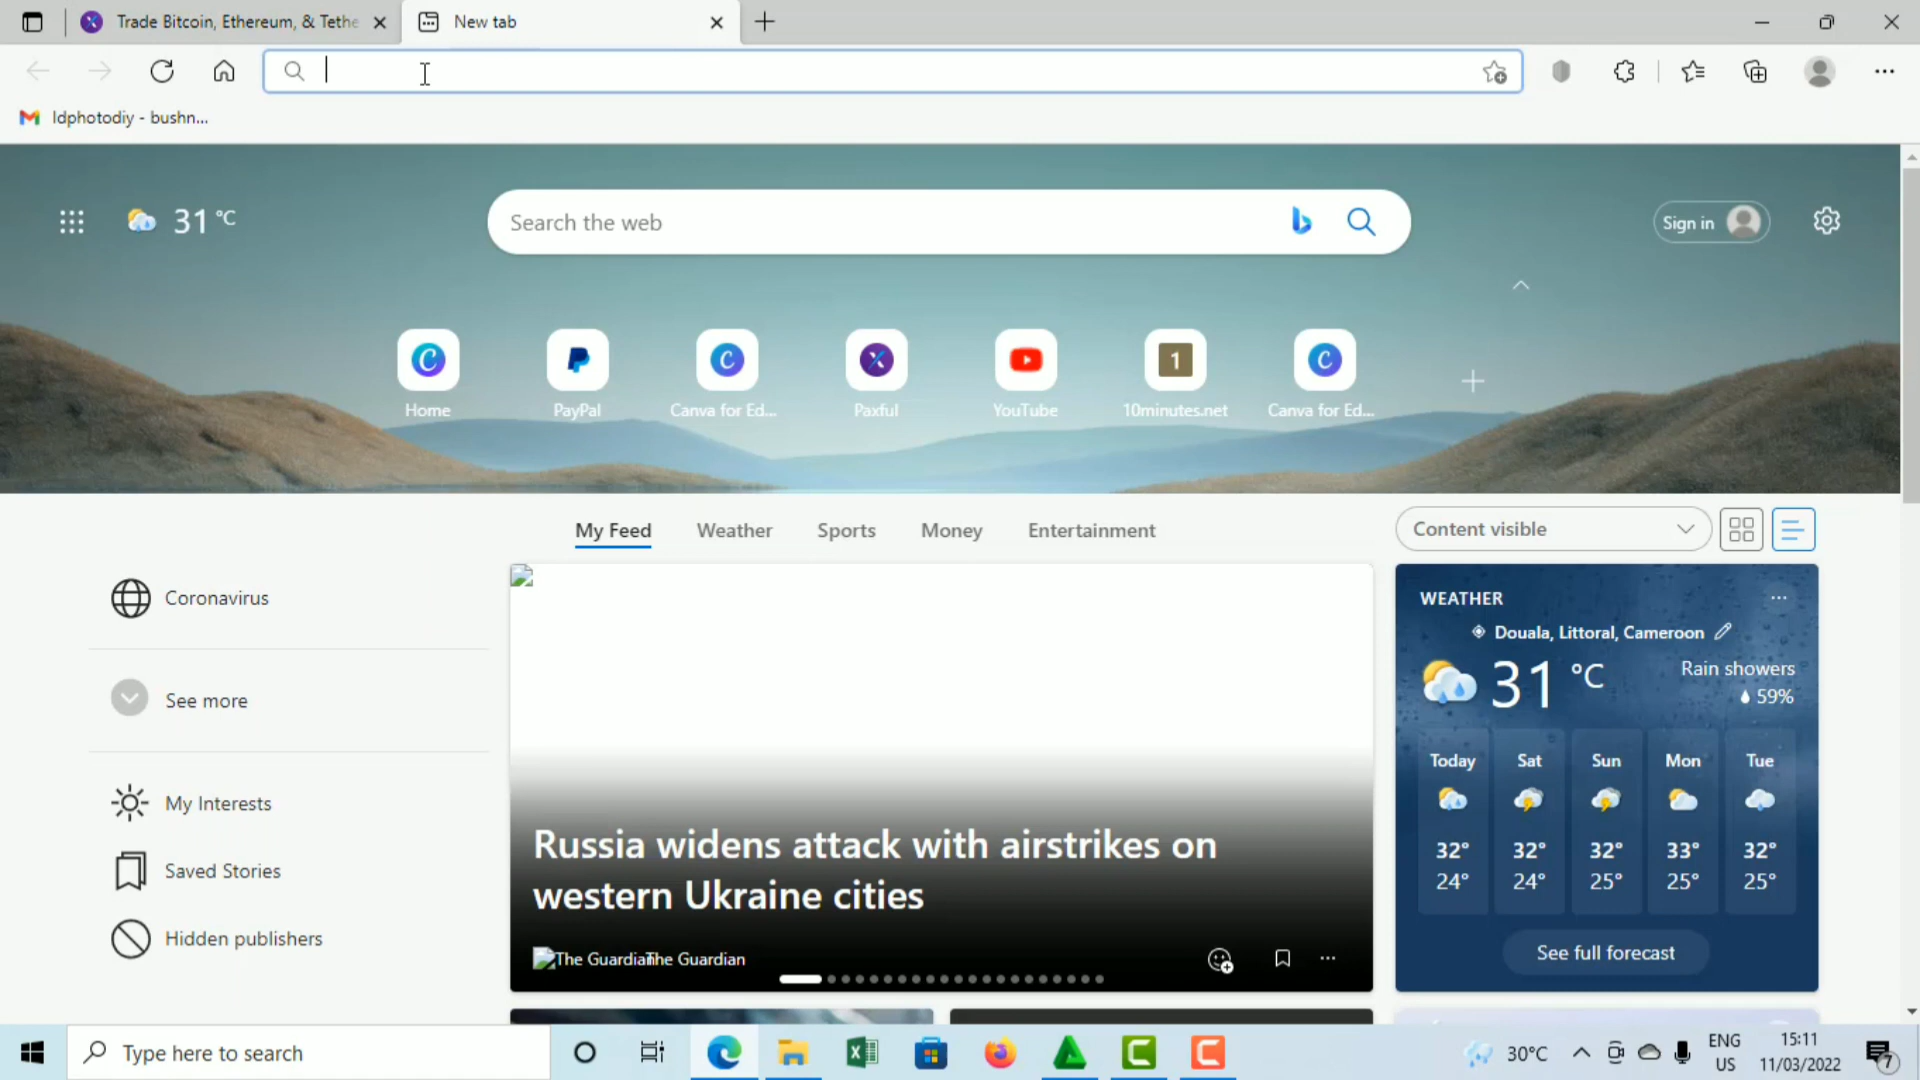 Trade Bitcoin, Ethereum, & Tethe
New tab
ldphotodiy - bushn...
31 °C
Search the web
Sign in
Home
PayPal
Canva for Ed...
Paxful
YouTube
1
10minutes.net
Canva for Ed...
My Feed
Weather
Sports
Money
Entertainment
Content visible
Coronavirus
See more
My Interests
Saved Stories
Hidden publishers
Russia widens attack with airstrikes on
western Ukraine cities
The Guardian
WEATHER
Douala, Littoral, Cameroon
31 °C
Rain showers
59%
Today Sat Sun Mon Tue
32° 32° 32° 33° 32°
24° 24° 25° 25° 25°
See full forecast
Type here to search
30°C
ENG
US
15:11
11/03/2022
7